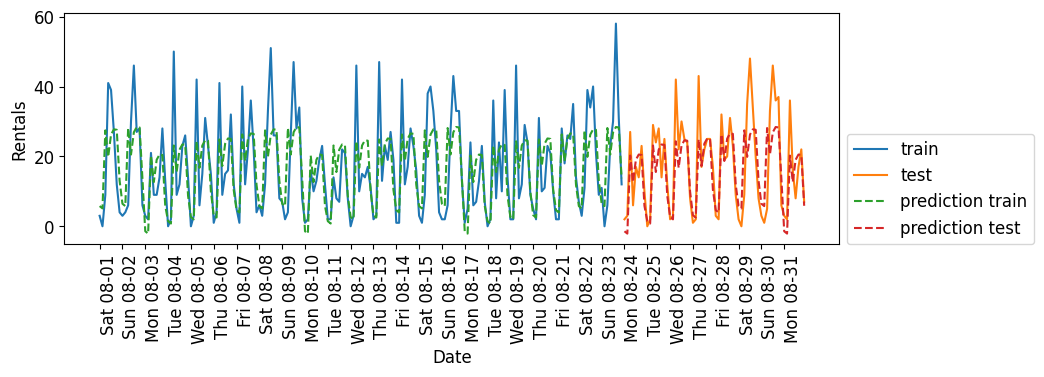 60
40
20
0
Rentals
Sat 08-01
Sun 08-02
Mon 08-03
Tue 08-04
Wed 08-05
Thu 08-06
Fri 08-07
Sat 08-08
Sun 08-09
Mon 08-10
Tue 08-11
Wed 08-12
Thu 08-13
Fri 08-14
Sat 08-15
Sun 08-16
Mon 08-17
Tue 08-18
Wed 08-19
Thu 08-20
Fri 08-21
Sat 08-22
Sun 08-23
Mon 08-24
Tue 08-25
Wed 08-26
Thu 08-27
Fri 08-28
Sat 08-29
Sun 08-30
Mon 08-31
Date
train
test
prediction train
prediction test